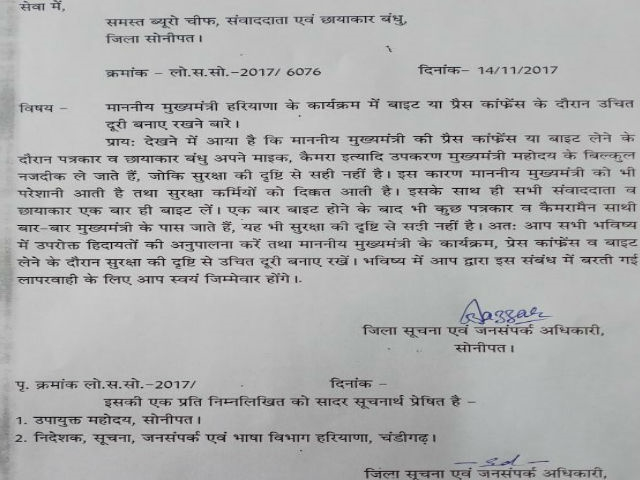 सेवा में,
समस्त ब्यूरो चीफ, संवाददाता एवं छायाकार बंधु,
जिला सोनीपत।
क्रमांक – लो.स.सो.-2017/ 6076 दिनांक– 14/11/2017
विषय – माननीय मुख्यमंत्री हरियाणा के कार्यक्रम में बाइट या प्रैस कांफ्रेंस के दौरान उचित
दूरी बनाए रखने बारे।
प्राय: देखने में आया है कि माननीय मुख्यमंत्री की प्रैस कांफ्रेंस या बाइट लेने के
दौरान पत्रकार व छायाकार बंधु अपने माइक, कैमरा इत्यादि उपकरण मुख्यमंत्री महोदय के बिल्कुल
नजदीक ले जाते हैं, जोकि सुरक्षा की दृष्टि से सही नहीं है। इस कारण माननीय मुख्यमंत्री को भी
परेशानी आती है तथा सुरक्षा कर्मियों को दिक्कत आती है। इसके साथ ही सभी संवाददाता व
छायाकार एक बार ही बाइट लें। एक बार बाइट होने के बाद भी कुछ पत्रकार व कैमरामैन साथी
बार-बार मुख्यमंत्री के पास जाते हैं, यह भी सुरक्षा की दृष्टि से सही नहीं है। अत: आप सभी भविष्य
में उपरोक्त हिदायतों की अनुपालना करें तथा माननीय मुख्यमंत्री के कार्यक्रम, प्रेस कांफ्रेंस व बाइट
लेने के दौरान सुरक्षा की दृष्टि से उचित दूरी बनाए रखें। भविष्य में आप द्वारा इस संबंध में बरती गई
लापरवाही के लिए आप स्वयं जिम्मेवार होंगे।.
जिला सूचना एवं जनसंपर्क अधिकारी,
सोनीपत।
पृ. क्रमांक लो.स.सो.-2017/ दिनांक –
इसकी एक प्रति निम्नलिखित को सादर सूचनार्थ प्रेषित है –
1. उपायुक्त महोदय, सोनीपत।
2. निदेशक, सूचना, जनसंपर्क एवं भाषा विभाग हरियाणा, चंडीगढ़।
-sd-
जिला सूचना एवं जनसंपर्क अधिकारी,